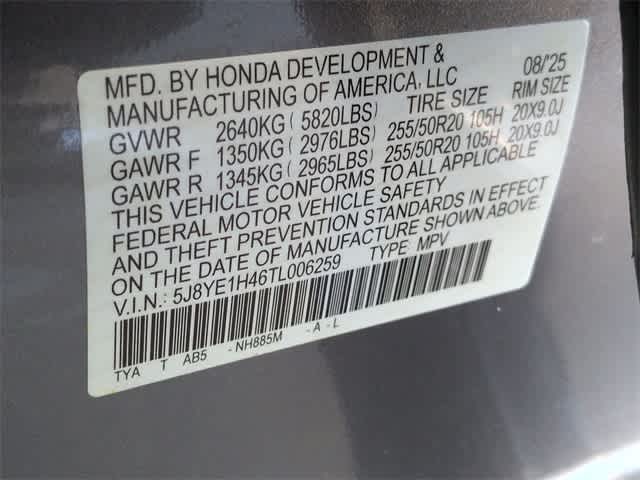 MFD. BY HONDA DEVELOPMENT & 08/'25
MANUFACTURING OF AMERICA, LLC TIRE SIZE RIM SIZE
GVWR 2640KG ( 5820LBS)
GAWR F 1350KG ( 2976LBS) 255/50R20 105H 20X9.0J
GAWR R 1345KG ( 2965LBS) 255/50R20 105H 20X9.0J
THIS VEHICLE CONFORMS TO ALL APPLICABLE
FEDERAL MOTOR VEHICLE SAFETY
AND THEFT PREVENTION STANDARDS IN EFFECT
ON THE DATE OF MANUFACTURE SHOWN ABOVE.
V.I.N.: 5J8YE1H46TL006259 TYPE: MPV
TYA T AB5 -NH885M -A-L